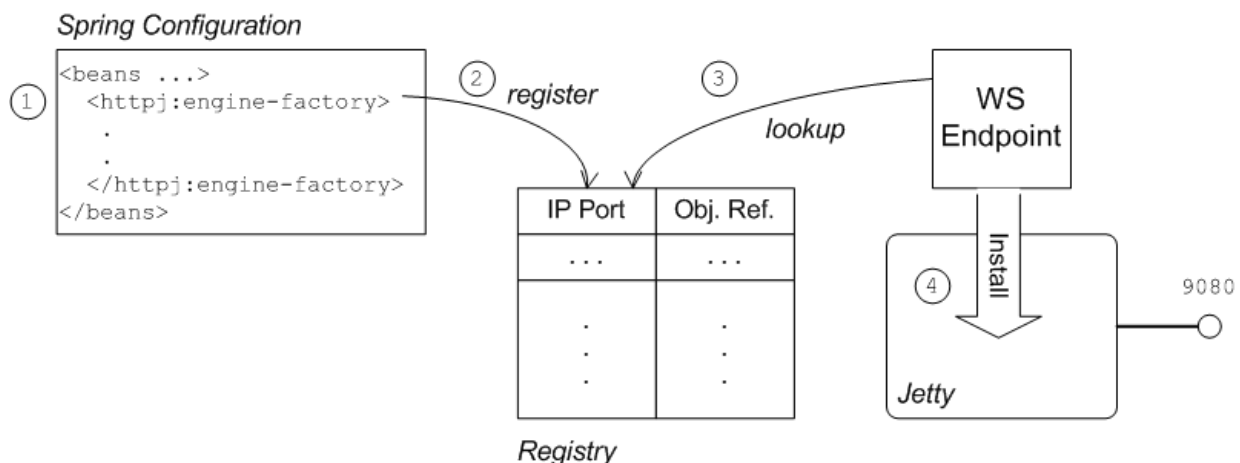 Spring Configuration
1
<beans ...>
<httpj:engine-factory>
.
.
</httpj:engine-factory>
</beans>
2
register
3
lookup
WS
Endpoint
IP Port Obj. Ref.
... ...
. .
. .
. .
Registry
Install
4
Jetty
9080